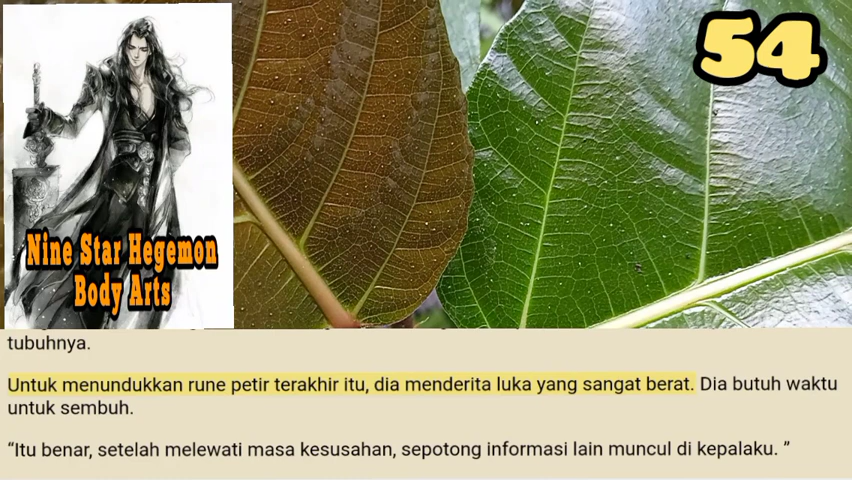 54
Nine Star Hegemon
Body Arts
tubuhnya.
Untuk menundukkan rune petir terakhir itu, dia menderita luka yang sangat berat. Dia butuh waktu
untuk sembuh.
“Itu benar, setelah melewati masa kesusahan, sepotong informasi lain muncul di kepalaku. ”